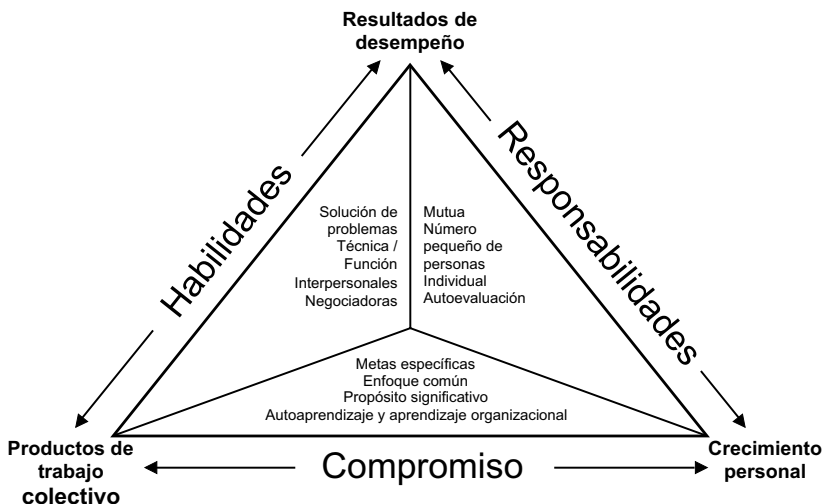 Resultados de
desempeño
Habilidades
Responsabilidades
Solución de
problemas
Técnica /
Función
Interpersonales
Negociadoras
Mutua
Número
pequeño de
personas
Individual
Autoevaluación
Metas específicas
Enfoque común
Propósito significativo
Autoaprendizaje y aprendizaje organizacional
Productos de
trabajo
colectivo
Compromiso
Crecimiento
personal